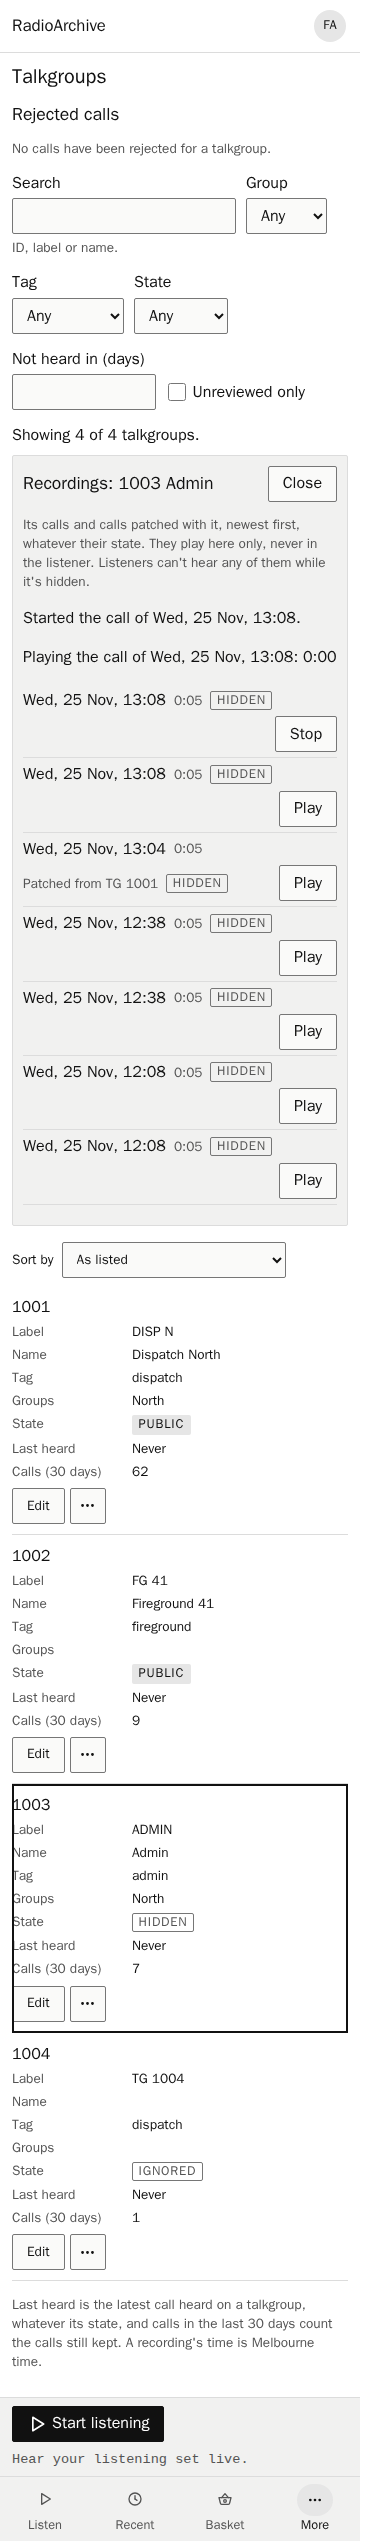 RadioArchive
FA
Talkgroups
Rejected calls
No calls have been rejected for a talkgroup.
Search
Group
Any
ID, label or name.
Tag
State
Any
Any
Not heard in (days)
Unreviewed only
Showing 4 of 4 talkgroups.
Recordings: 1003 Admin
Close
Its calls and calls patched with it, newest first,
whatever their state. They play here only, never in
the listener. Listeners can't hear any of them while
it's hidden.
Started the call of Wed, 25 Nov, 13:08.
Playing the call of Wed, 25 Nov, 13:08: 0:00
Wed, 25 Nov, 13:08 0:05 HIDDEN
Stop
Wed, 25 Nov, 13:08 0:05 HIDDEN
Play
Wed, 25 Nov, 13:04 0:05
Patched from TG 1001 HIDDEN
Play
Wed, 25 Nov, 12:38 0:05 HIDDEN
Play
Wed, 25 Nov, 12:38 0:05 HIDDEN
Play
Wed, 25 Nov, 12:08 0:05 HIDDEN
Play
Wed, 25 Nov, 12:08 0:05 HIDDEN
Play
Sort by As listed
1001
Label DISP N
Name Dispatch North
Tag dispatch
Groups North
State PUBLIC
Last heard Never
Calls (30 days) 62
Edit ···
1002
Label FG 41
Name Fireground 41
Tag fireground
Groups
State PUBLIC
Last heard Never
Calls (30 days) 9
Edit ···
1003
Label ADMIN
Name Admin
Tag admin
Groups North
State HIDDEN
Last heard Never
Calls (30 days) 7
Edit ···
1004
Label TG 1004
Name
Tag dispatch
Groups
State IGNORED
Last heard Never
Calls (30 days) 1
Edit ···
Last heard is the latest call heard on a talkgroup,
whatever its state, and calls in the last 30 days count
the calls still kept. A recording's time is Melbourne
time.
Start listening
Hear your listening set live.
Listen
Recent
Basket
More